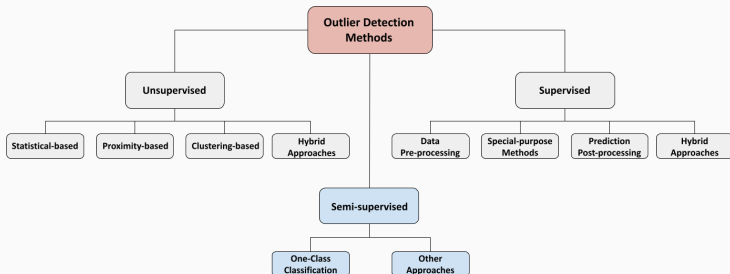 Outlier Detection
Methods
Unsupervised
Supervised
Statistical-based
Proximity-based
Clustering-based
Hybrid
Approaches
Data
Pre-processing
Special-purpose
Methods
Prediction
Post-processing
Hybrid
Approaches
Semi-supervised
One-Class
Classification
Other
Approaches